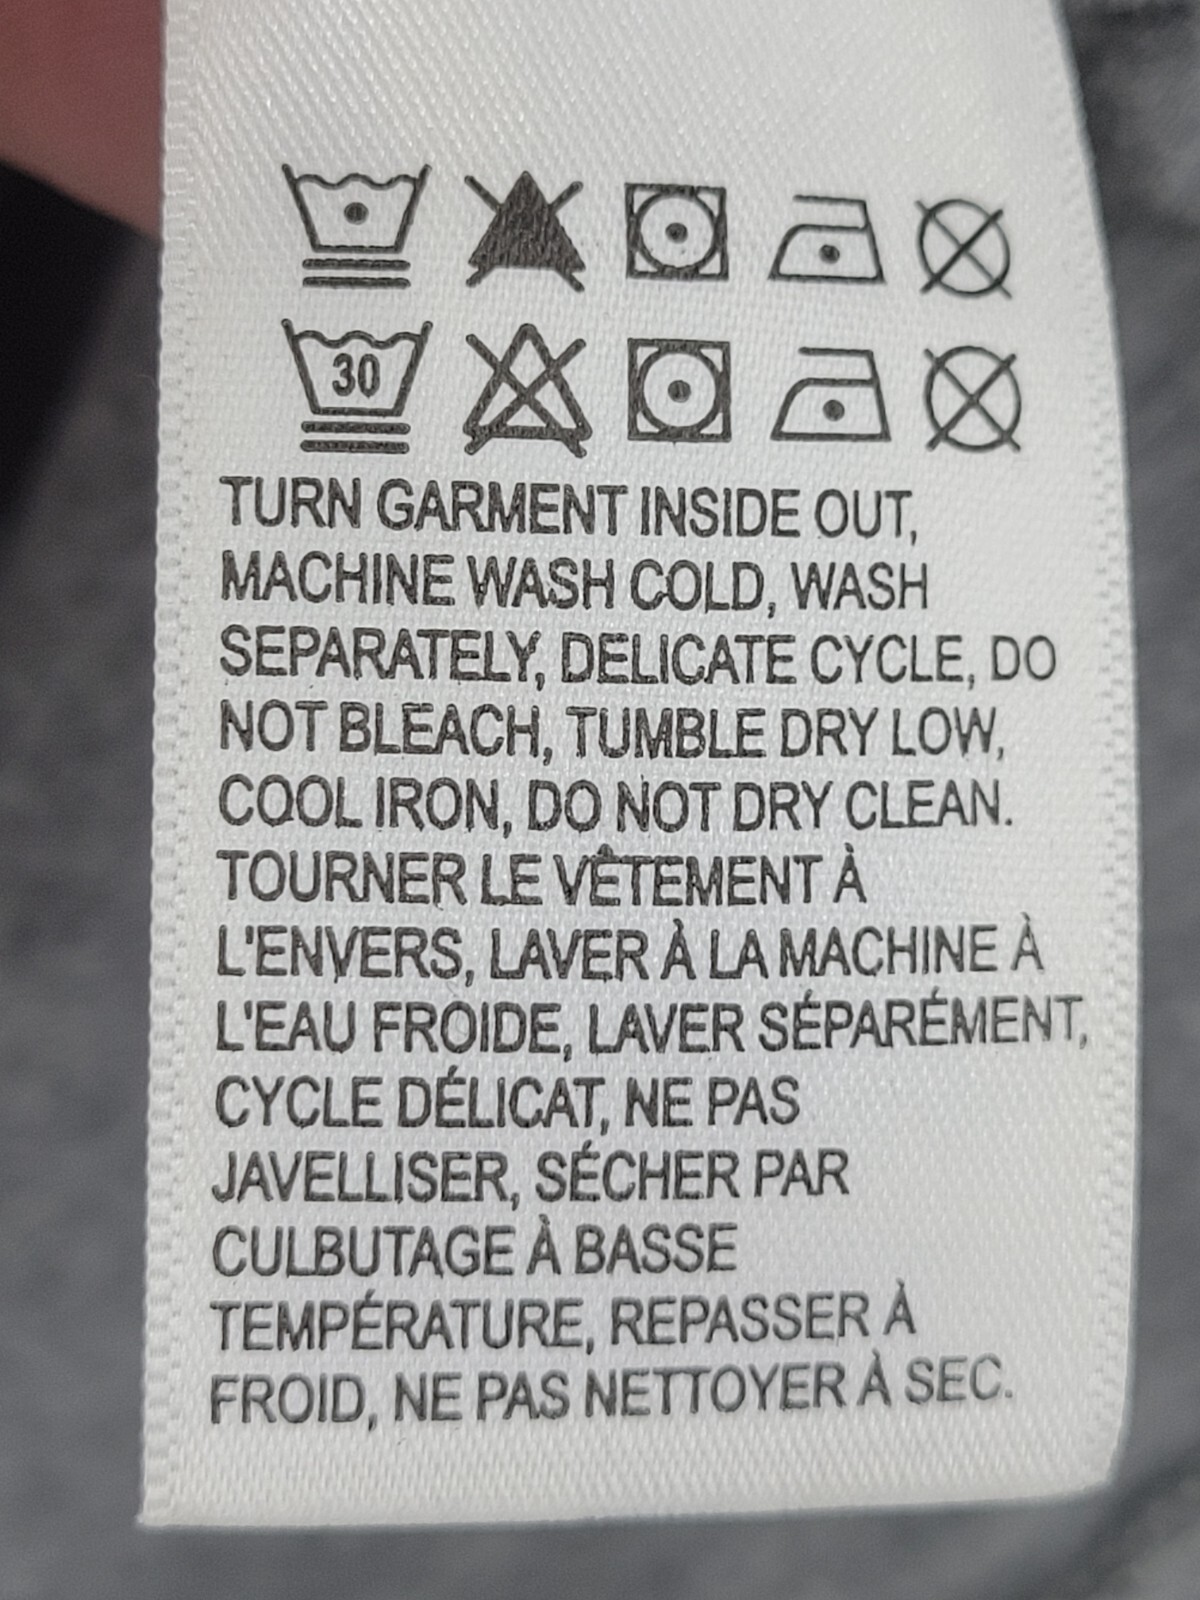 30
TURN GARMENT INSIDE OUT,
MACHINE WASH COLD, WASH
SEPARATELY, DELICATE CYCLE, DO
NOT BLEACH, TUMBLE DRY LOW,
COOL IRON, DO NOT DRY CLEAN.
TOURNER LE VÊTEMENT À
L'ENVERS, LAVER À LA MACHINE À
L'EAU FROIDE, LAVER SÉPARÉMENT,
CYCLE DÉLICAT, NE PAS
JAVELLISER, SÉCHER PAR
CULBUTAGE À BASSE
TEMPÉRATURE, REPASSER À
FROID, NE PAS NETTOYER À SEC.